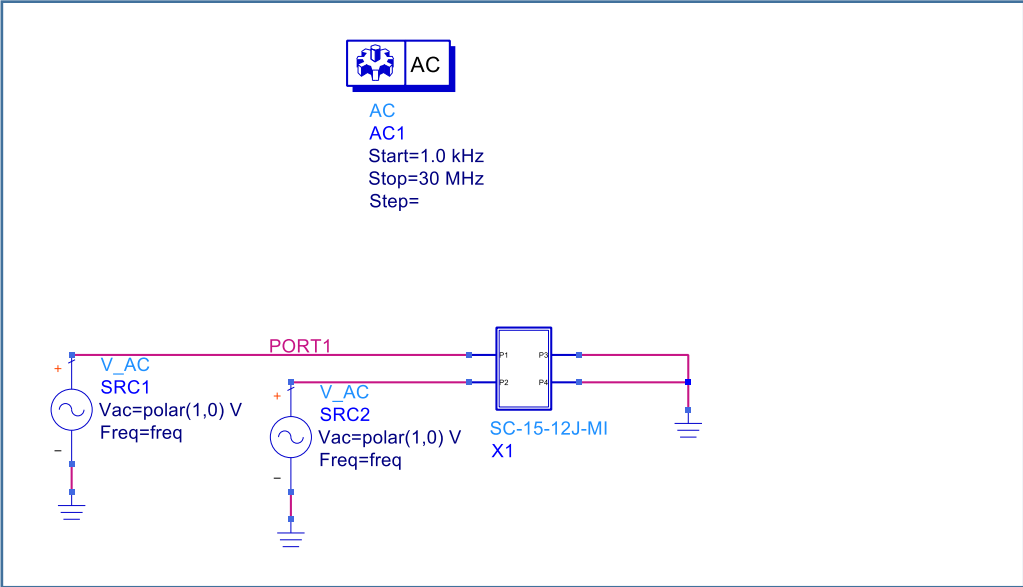 AC
AC
AC1
Start=1.0 kHz
Stop=30 MHz
Step=
PORT1
V_AC
SRC1
Vac=polar(1,0) V
Freq=freq
+
−
V_AC
SRC2
Vac=polar(1,0) V
Freq=freq
+
−
P1
P3
P2
P4
SC-15-12J-MI
X1